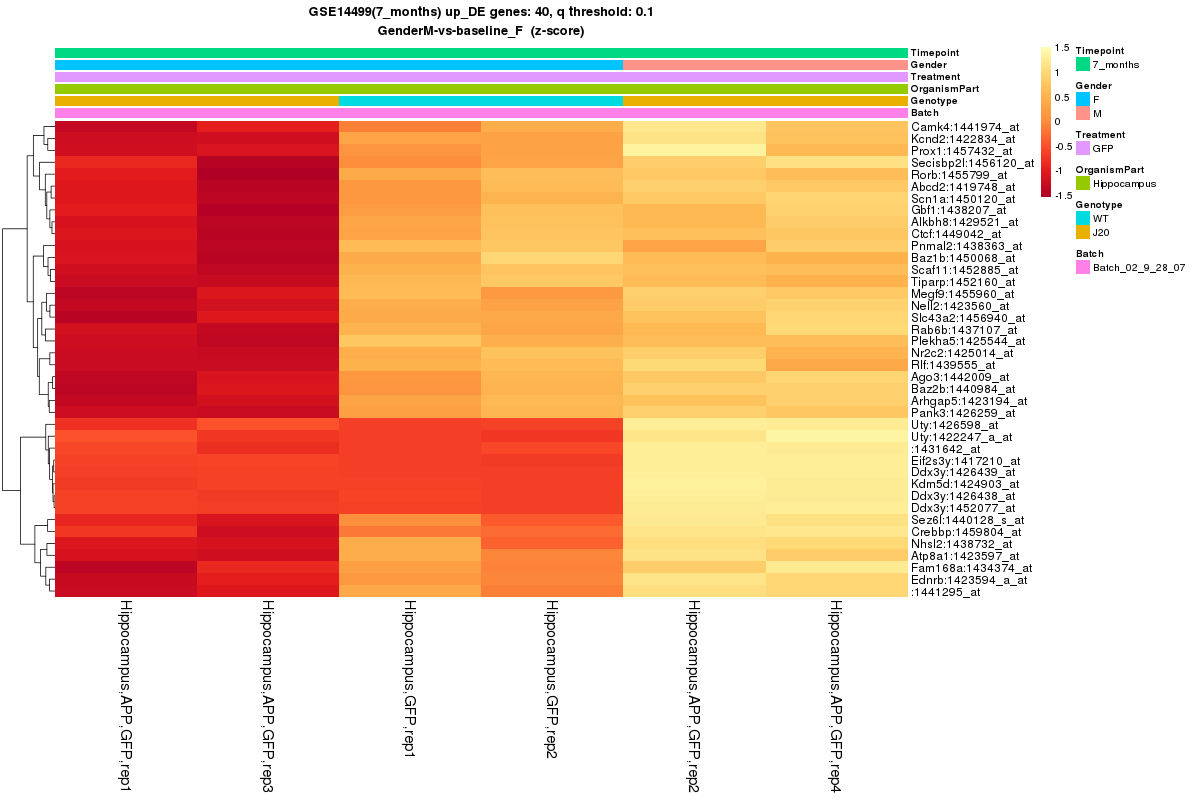 GSE14499(7_months) up_DE genes: 40, q threshold: 0.1
GenderM-vs-baseline_F (z-score)
Timepoint
Gender
Treatment
OrganismPart
Genotype
Batch
Camk4:1441974_at
Kcnd2:1422834_at
Prox1:1457432_at
Secisbp2l:1456120_at
Rorb:1455799_at
Abcd2:1419748_at
Scn1a:1450120_at
Gbf1:1438207_at
Alkbh8:1429521_at
Ctcf:1449042_at
Pnmal2:1438363_at
Baz1b:1450068_at
Scaf11:1452885_at
Tiparp:1452160_at
Megf9:1455960_at
Nell2:1423560_at
Slc43a2:1456940_at
Rab6b:1437107_at
Plekha5:1425544_at
Nr2c2:1425014_at
Rlf:1439555_at
Ago3:1442009_at
Baz2b:1440984_at
Arhgap5:1423194_at
Pank3:1426259_at
Uty:1426598_at
Uty:1422247_a_at
:1431642_at
Eif2s3y:1417210_at
Ddx3y:1426439_at
Kdm5d:1424903_at
Ddx3y:1426438_at
Ddx3y:1452077_at
Sez6l:1440128_s_at
Crebbp:1459804_at
Nhsl2:1438732_at
Atp8a1:1423597_at
Fam168a:1434374_at
Ednrb:1423594_a_at
:1441295_at
Hippocampus,APP,GFP,rep1
Hippocampus,APP,GFP,rep3
Hippocampus,GFP,rep1
Hippocampus,GFP,rep2
Hippocampus,APP,GFP,rep2
Hippocampus,APP,GFP,rep4
1.5
1
0.5
0
-0.5
-1
-1.5
Timepoint
7_months
Gender
F
M
Treatment
GFP
OrganismPart
Hippocampus
Genotype
WT
J20
Batch
Batch_02_9_28_07